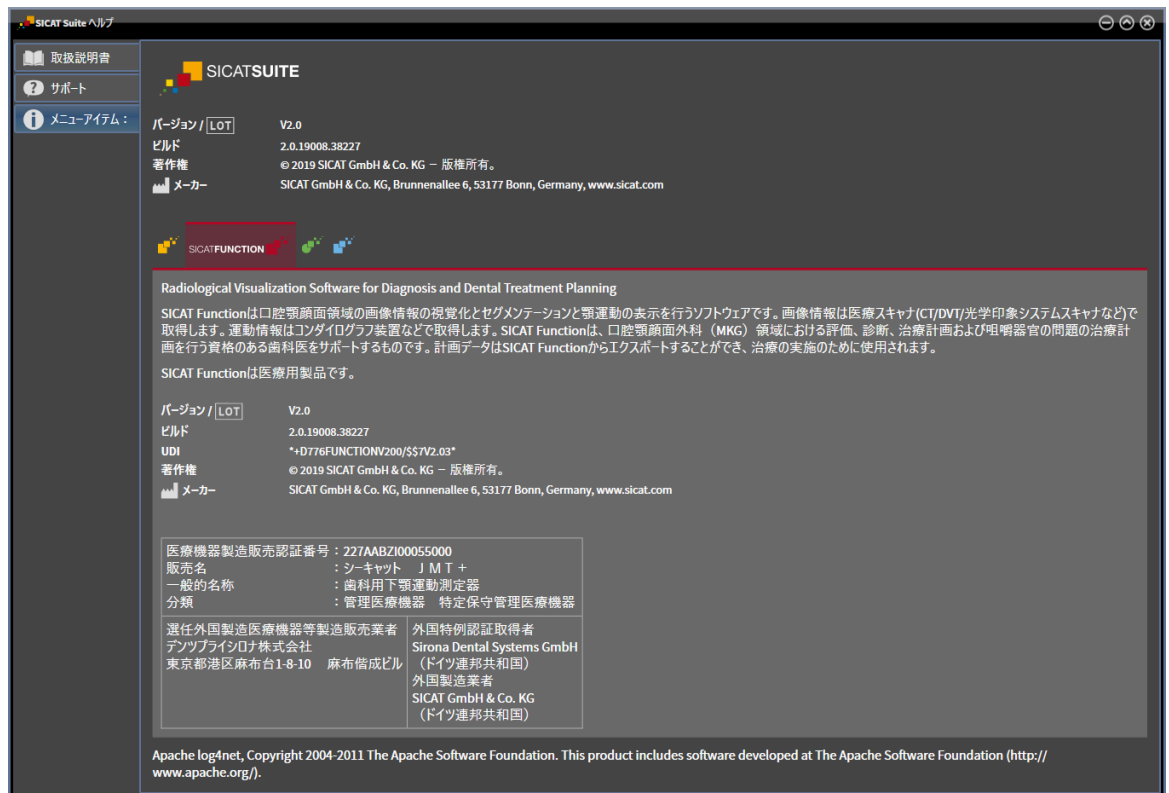 SICAT Suite ヘルプ
取扱説明書
サポート
メニューアイテム：
SICATSUITE
バージョン / LOT V2.0
ビルド 2.0.19008.38227
著作権 © 2019 SICAT GmbH & Co. KG － 版権所有。
メーカー SICAT GmbH & Co. KG, Brunnenallee 6, 53177 Bonn, Germany, www.sicat.com
SICATFUNCTION
Radiological Visualization Software for Diagnosis and Dental Treatment Planning
SICAT Functionは口腔顎顔面領域の画像情報の視覚化とセグメンテーションと顎運動の表示を行うソフトウェアです。画像情報は医療スキャナ(CT/DVT/光学印象システムスキャナなど)で
取得します。運動情報はコンダイログラフ装置などで取得します。SICAT Functionは、口腔顎顔面外科（MKG）領域における評価、診断、治療計画および咀嚼器官の問題の治療計
画を行う資格のある歯科医をサポートするものです。計画データはSICAT Functionからエクスポートすることができ、治療の実施のために使用されます。
SICAT Functionは医療用製品です。
バージョン / LOT V2.0
ビルド 2.0.19008.38227
UDI *+D776FUNCTIONV200/$$7V2.03*
著作権 © 2019 SICAT GmbH & Co. KG － 版権所有。
メーカー SICAT GmbH & Co. KG, Brunnenallee 6, 53177 Bonn, Germany, www.sicat.com
医療機器製造販売認証番号：227AABZI00055000
販売名 ：シーキャット ＪＭＴ＋
一般的名称 ：歯科用下顎運動測定器
分類 ：管理医療機器 特定保守管理医療機器
選任外国製造医療機器等製造販売業者
デンツプライシロナ株式会社
東京都港区麻布台1-8-10 麻布偕成ビル
外国特例認証取得者
Sirona Dental Systems GmbH
（ドイツ連邦共和国）
外国製造業者
SICAT GmbH & Co. KG
（ドイツ連邦共和国）
Apache log4net, Copyright 2004-2011 The Apache Software Foundation. This product includes software developed at The Apache Software Foundation (http://
www.apache.org/).